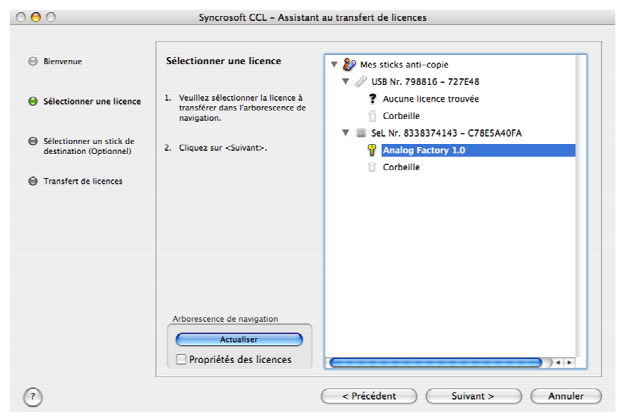 Syncrosoft CCL – Assistant au transfert de licences
Bienvenue
Sélectionner une licence
Sélectionner un stick de
destination (Optionnel)
Transfert de licences
Sélectionner une licence
1. Veuillez sélectionner la licence à
transférer dans l'arborescence de
navigation.
2. Cliquez sur <Suivant>.
Arborescence de navigation
Actualiser
Propriétés des licences
Mes sticks anti-copie
USB Nr. 798816 – 727E48
? Aucune licence trouvée
Corbeille
SeL Nr. 8338374143 – C78E5A40FA
Analog Factory 1.0
Corbeille
?
< Précédent
Suivant >
Annuler